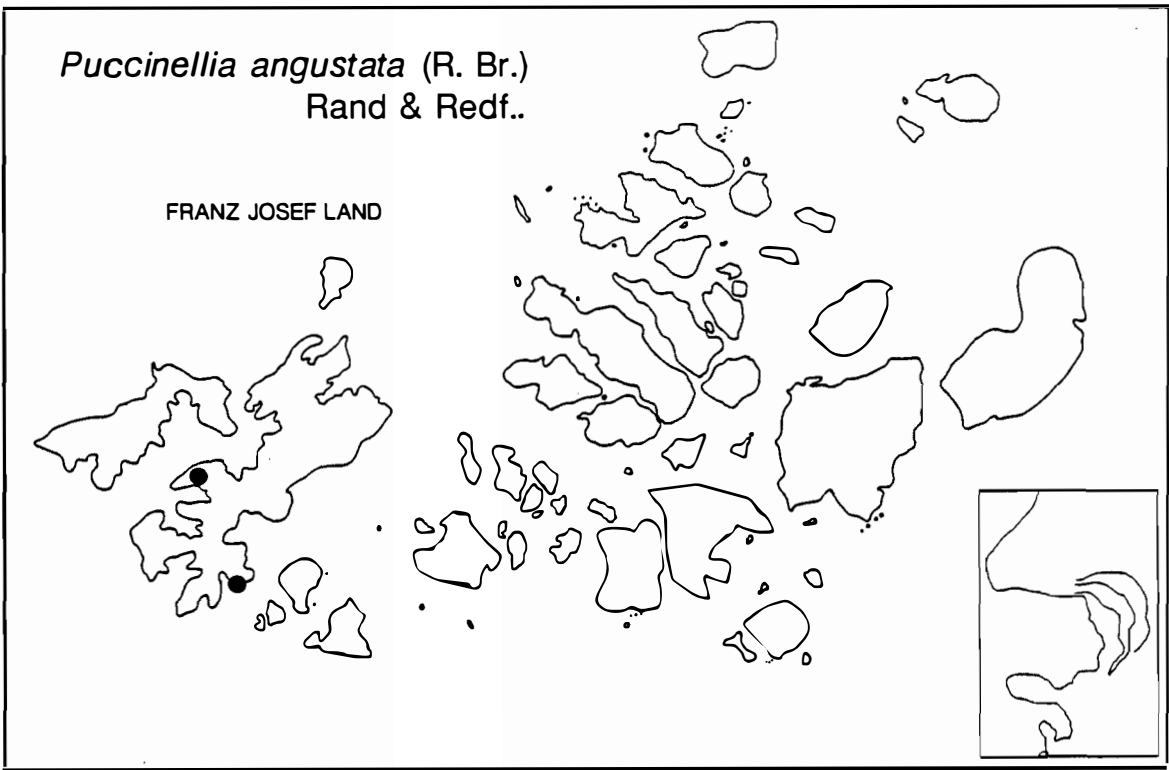 Puccinellia angustata (R. Br.)
Rand & Redf..
FRANZ JOSEF LAND